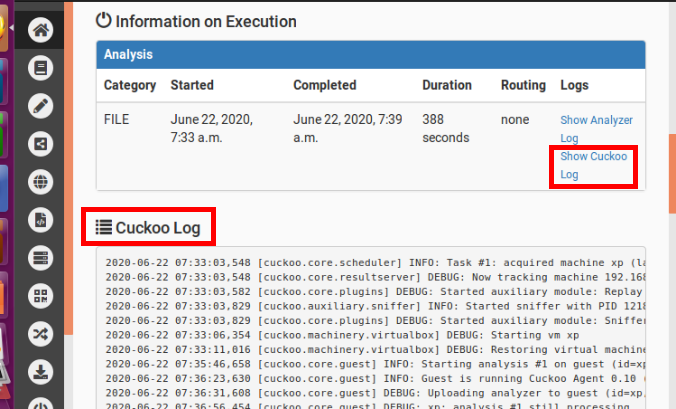 Information on Execution
Analysis
Category Started Completed Duration Routing Logs
FILE June 22, 2020, 7:33 a.m. June 22, 2020, 7:39 a.m. 388 seconds none Show Analyzer Log
Show Cuckoo Log
Cuckoo Log
2020-06-22 07:33:03,548 [cuckoo.core.scheduler] INFO: Task #1: acquired machine xp (la
2020-06-22 07:33:03,548 [cuckoo.core.resultserver] DEBUG: Now tracking machine 192.168
2020-06-22 07:33:03,582 [cuckoo.core.plugins] DEBUG: Started auxiliary module: Replay
2020-06-22 07:33:03,829 [cuckoo.auxiliary.sniffer] INFO: Started sniffer with PID 1218
2020-06-22 07:33:03,829 [cuckoo.core.plugins] DEBUG: Started auxiliary module: Sniffer
2020-06-22 07:33:06,354 [cuckoo.machinery.virtualbox] DEBUG: Starting vm xp
2020-06-22 07:33:11,016 [cuckoo.machinery.virtualbox] DEBUG: Restoring virtual machine
2020-06-22 07:35:46,658 [cuckoo.core.guest] INFO: Starting analysis #1 on guest (id=xp
2020-06-22 07:36:23,630 [cuckoo.core.guest] INFO: Guest is running Cuckoo Agent 0.10 (
2020-06-22 07:36:31,608 [cuckoo.core.guest] DEBUG: Uploading analyzer to guest (id=xp,
2020-06-22 07:36:56,454 [cuckoo.core.guest] DEBUG: xp: analysis #1 still processing